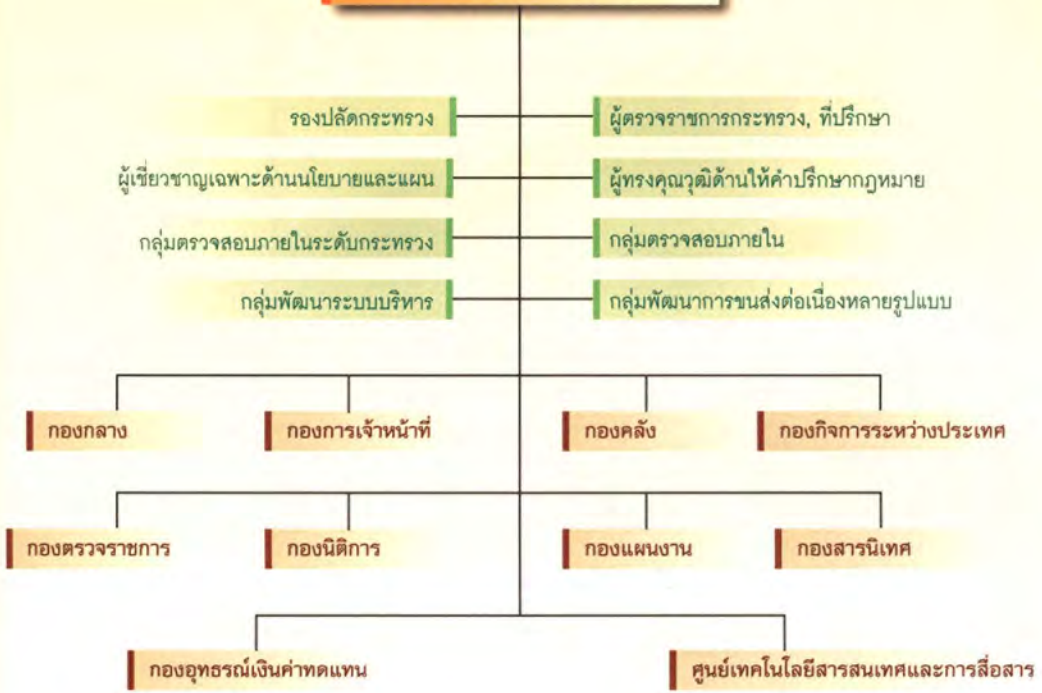 รองปลัดกระทรวง
ผู้ตรวจราชการกระทรวง, ที่ปรึกษา
ผู้เชี่ยวชาญเฉพาะด้านนโยบายและแผน
ผู้ทรงคุณวุฒิด้านให้คำปรึกษากฎหมาย
กลุ่มตรวจสอบภายในระดับกระทรวง
กลุ่มตรวจสอบภายใน
กลุ่มพัฒนาระบบบริหาร
กลุ่มพัฒนาการขนส่งต่อเนื่องหลายรูปแบบ
กองกลาง
กองการเจ้าหน้าที่
กองคลัง
กองกิจการระหว่างประเทศ
กองตรวจราชการ
กองนิติการ
กองแผนงาน
กองสารนิเทศ
กองอุทธรณ์เงินค่าทดแทน
ศูนย์เทคโนโลยีสารสนเทศและการสื่อสาร